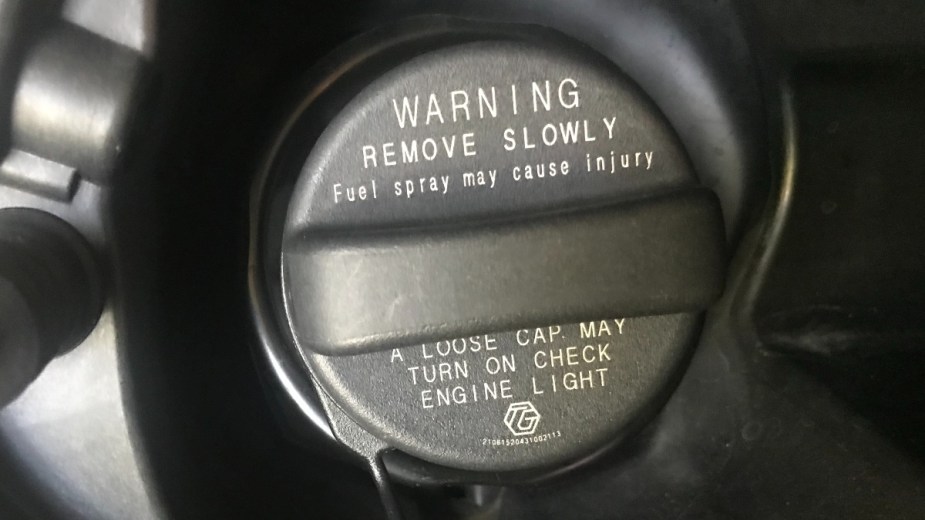 WARNING
REMOVE SLOWLY
Fuel spray may cause injury
A LOOSE CAP MAY
TURN ON CHECK
ENGINE LIGHT